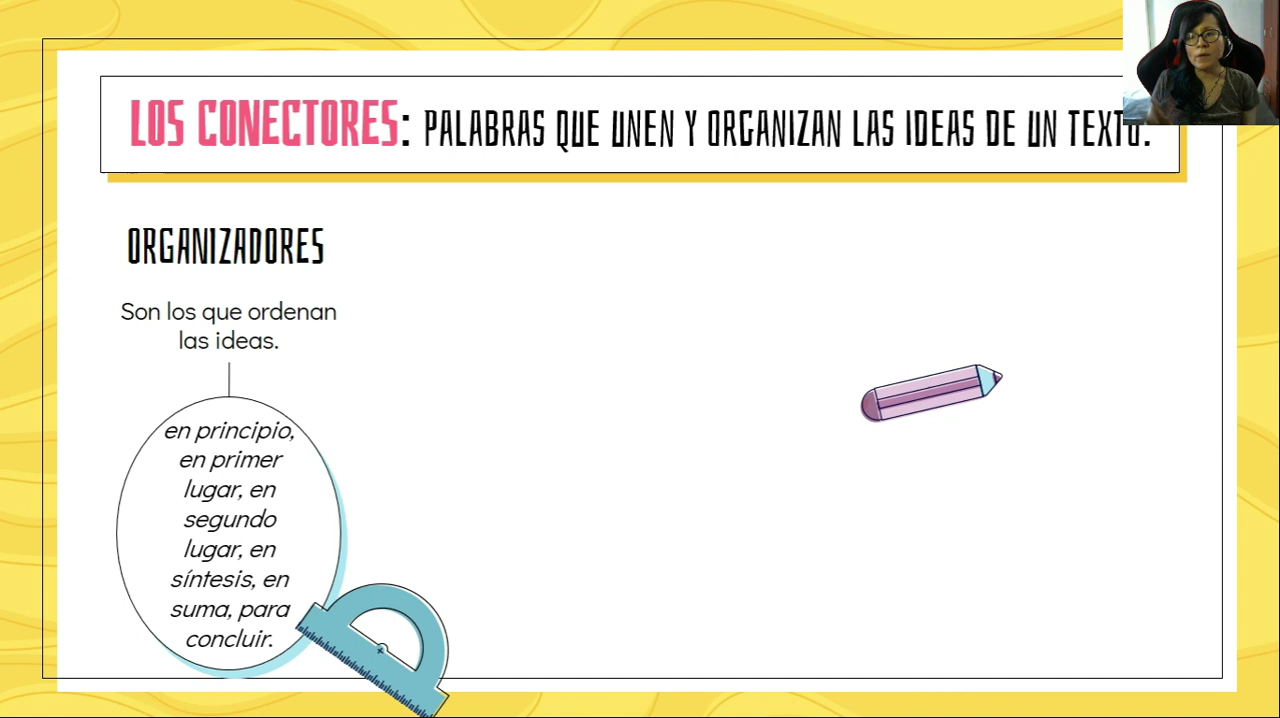 LOS CONECTORES: PALABRAS QUE UNEN Y ORGANIZAN LAS IDEAS DE UN TEXTO.
ORGANIZADORES
Son los que ordenan
las ideas.
en principio,
en primer
lugar, en
segundo
lugar, en
síntesis, en
suma, para
concluir.